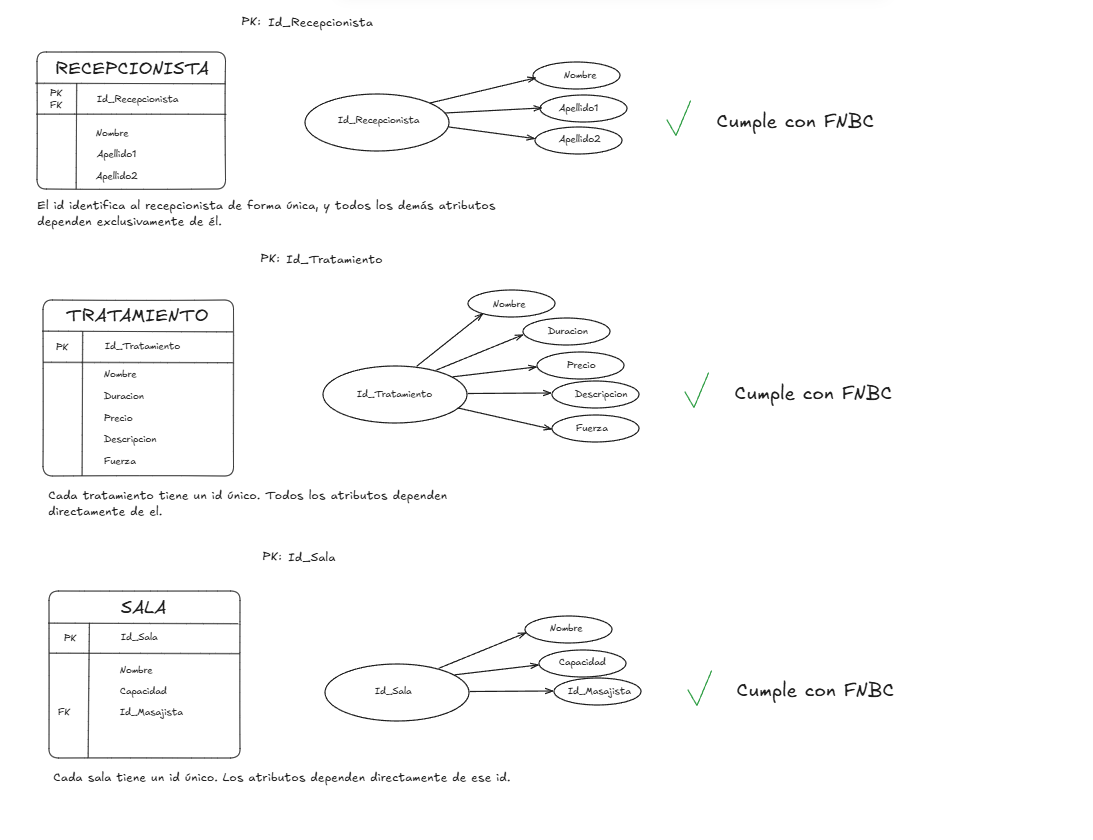 PK: Id_Recepcionista
RECEPCIONISTA
PK
FK
Id_Recepcionista
Nombre
Apellido1
Apellido2
Id_Recepcionista
Nombre
Apellido1
Apellido2
Cumple con FNBC
El id identifica al recepcionista de forma única, y todos los demás atributos
dependen exclusivamente de él.
PK: Id_Tratamiento
TRATAMIENTO
PK Id_Tratamiento
Nombre
Duracion
Precio
Descripcion
Fuerza
Id_Tratamiento
Nombre
Duracion
Precio
Descripcion
Fuerza
Cumple con FNBC
Cada tratamiento tiene un id único. Todos los atributos dependen
directamente de el.
PK: Id_Sala
SALA
PK Id_Sala
Nombre
Capacidad
FK Id_Masajista
Id_Sala
Nombre
Capacidad
Id_Masajista
Cumple con FNBC
Cada sala tiene un id único. Los atributos dependen directamente de ese id.